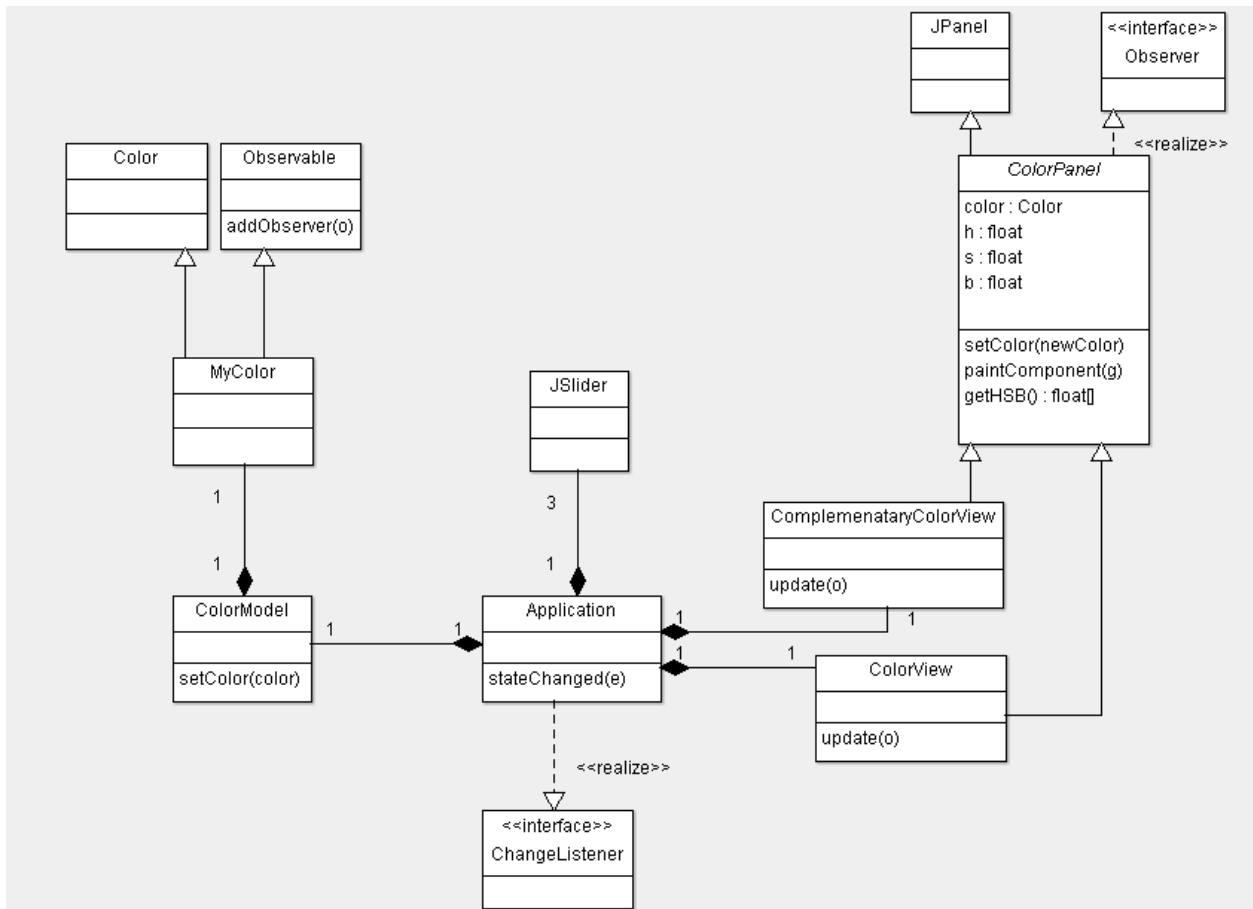 JPanel
<<interface>>
Observer
<<realize>>
Color
Observable
addObserver(o)
ColorPanel
color : Color
h : float
s : float
b : float
setColor(newColor)
paintComponent(g)
getHSB() : float[]
MyColor
JSlider
1
3
ComplemenataryColorView
update(o)
1
1
ColorModel
setColor(color)
1
1
Application
stateChanged(e)
1
1
1
1
ColorView
update(o)
<<realize>>
<<interface>>
ChangeListener